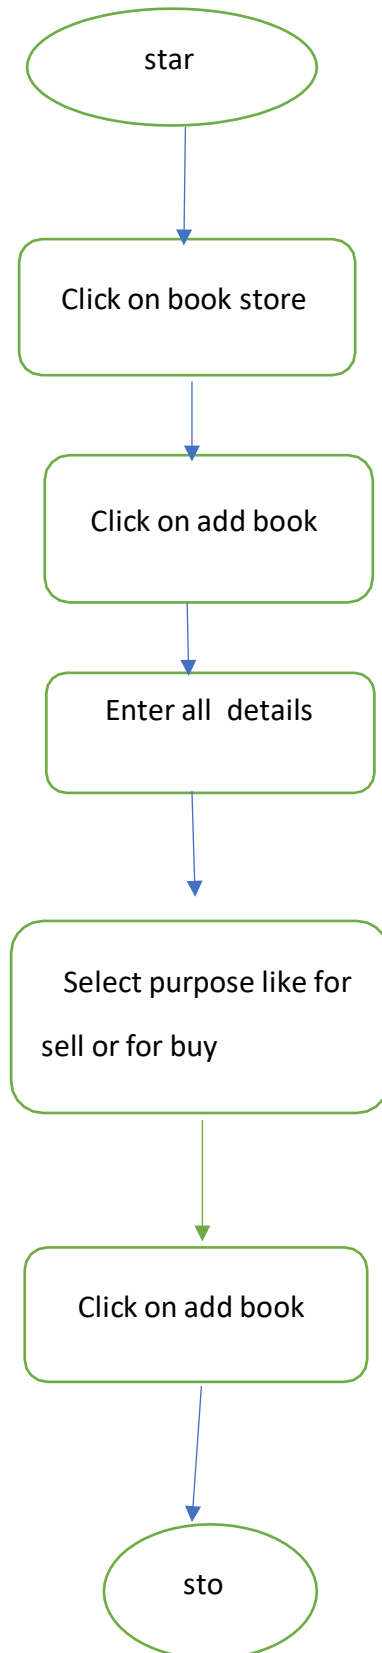 star
Click on book store
Click on add book
Enter all  details
Select purpose like for
sell or for buy
Click on add book
sto